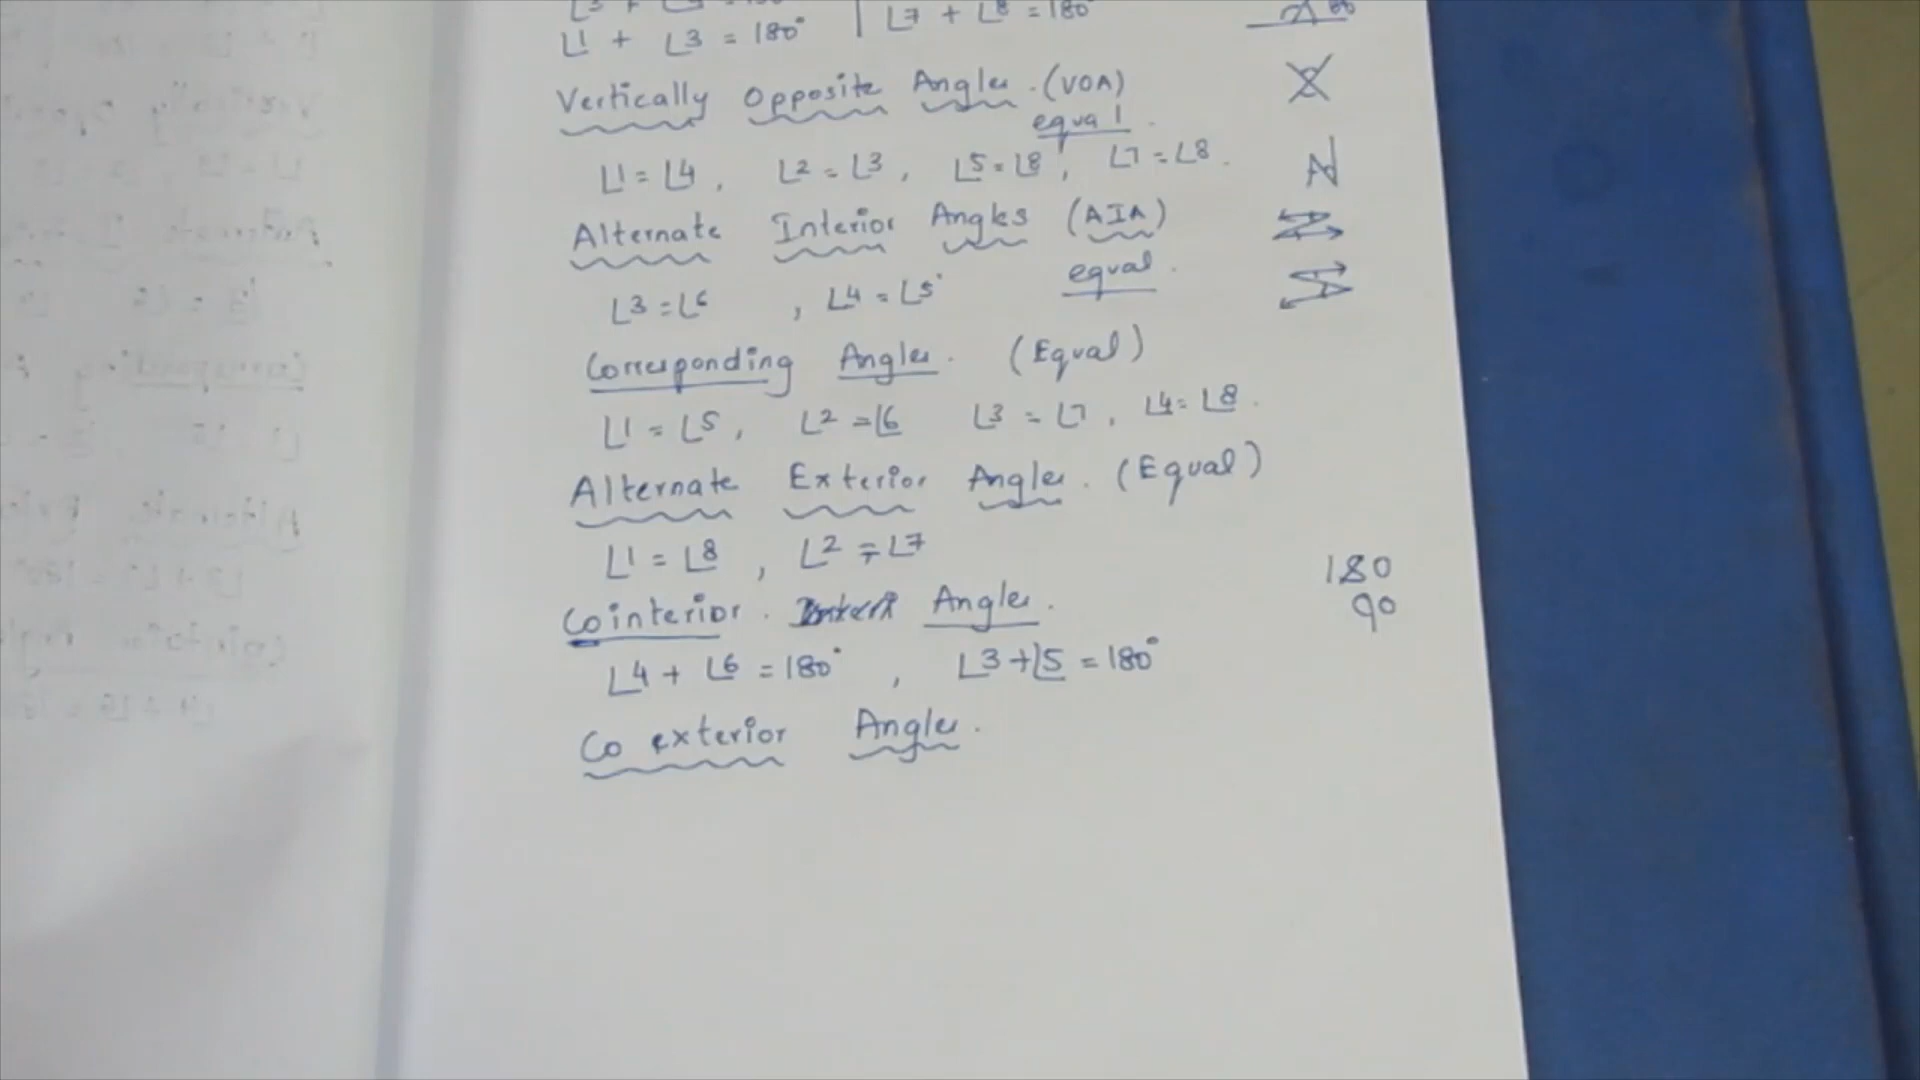 ∠1 + ∠3 = 180° | ∠7 + ∠8 = 180°
Vertically Opposite Angles. (VOA)
equal.
∠1 = ∠4, ∠2 = ∠3, ∠5 = ∠8, ∠7 = ∠8.
Alternate Interior Angles (AIA)
equal.
∠3 = ∠6 , ∠4 = ∠5
Corresponding Angles. (Equal)
∠1 = ∠5, ∠2 = ∠6 ∠3 = ∠7, ∠4 = ∠8.
Alternate Exterior Angles. (Equal)
∠1 = ∠8 , ∠2 = ∠7
180
90
Cointerior. Angles.
∠4 + ∠6 = 180° , ∠3 + ∠5 = 180°
Co exterior Angles.